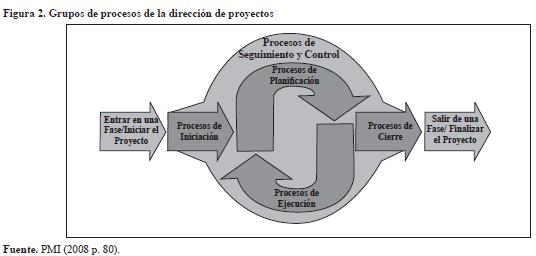 Figura 2. Grupos de procesos de la dirección de proyectos
Procesos de
Seguimiento y Control
Procesos de
Planificación
Entrar en una
Fase/Iniciar el
Proyecto
Procesos de
Iniciación
Procesos de
Cierre
Salir de una
Fase/ Finalizar
el Proyecto
Procesos de
Ejecución
Fuente. PMI (2008 p. 80).